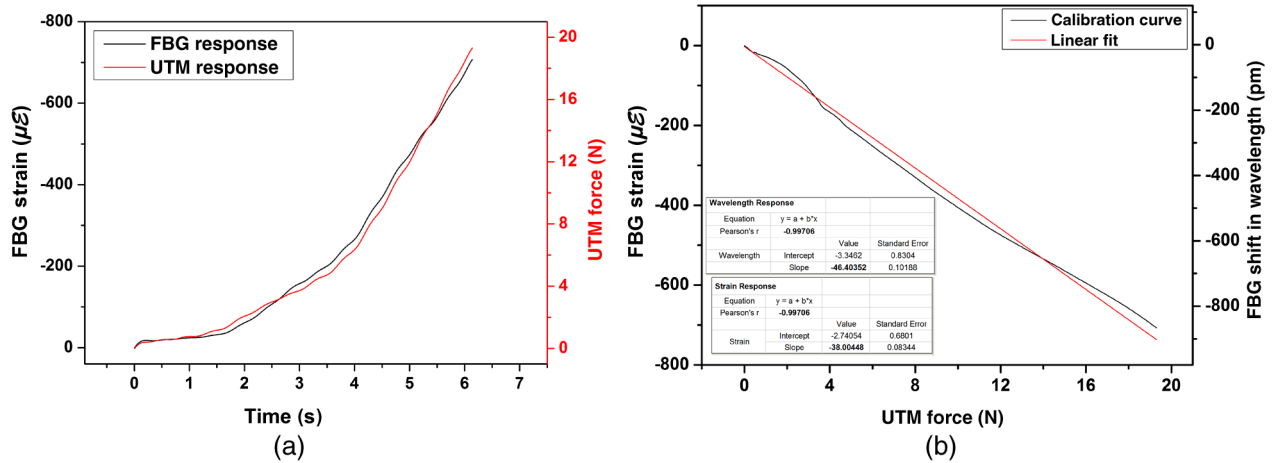 -800
-600
-400
-200
0
FBG strain (με)
FBG response
UTM response
20
16
12
8
4
0
UTM force (N)
0 1 2 3 4 5 6 7
Time (s)
(a)
0
-200
-400
-600
-800
FBG strain (με)
Calibration curve
Linear fit
0
-200
-400
-600
-800
FBG shift in wavelength (pm)
Wavelength Response
Equation y = a + b*x
Pearson's r -0.99706
Value Standard Error
Wavelength Intercept -3.3462 0.8304
Slope -46.40352 0.10188
Strain Response
Equation y = a + b*x
Pearson's r -0.99706
Value Standard Error
Strain Intercept -2.74054 0.6801
Slope -38.00448 0.08344
0 4 8 12 16 20
UTM force (N)
(b)